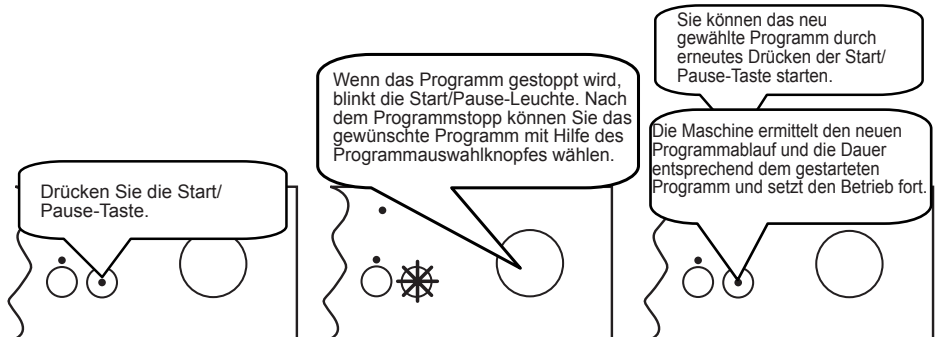 Drücken Sie die Start/
Pause-Taste.
Wenn das Programm gestoppt wird,
blinkt die Start/Pause-Leuchte. Nach
dem Programmstopp können Sie das
gewünschte Programm mit Hilfe des
Programmauswahlknopfes wählen.
Sie können das neu
gewählte Programm durch
erneutes Drücken der Start/
Pause-Taste starten.
Die Maschine ermittelt den neuen
Programmablauf und die Dauer
entsprechend dem gestarteten
Programm und setzt den Betrieb fort.